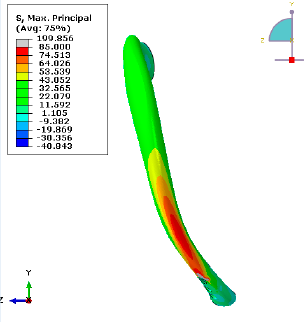 S, Max. Principal
(Avg: 75%)
199.856
85.000
74.513
64.026
53.539
43.052
32.565
22.079
11.592
1.105
-9.382
-19.869
-30.356
-40.843
Y
Z
Y
Z